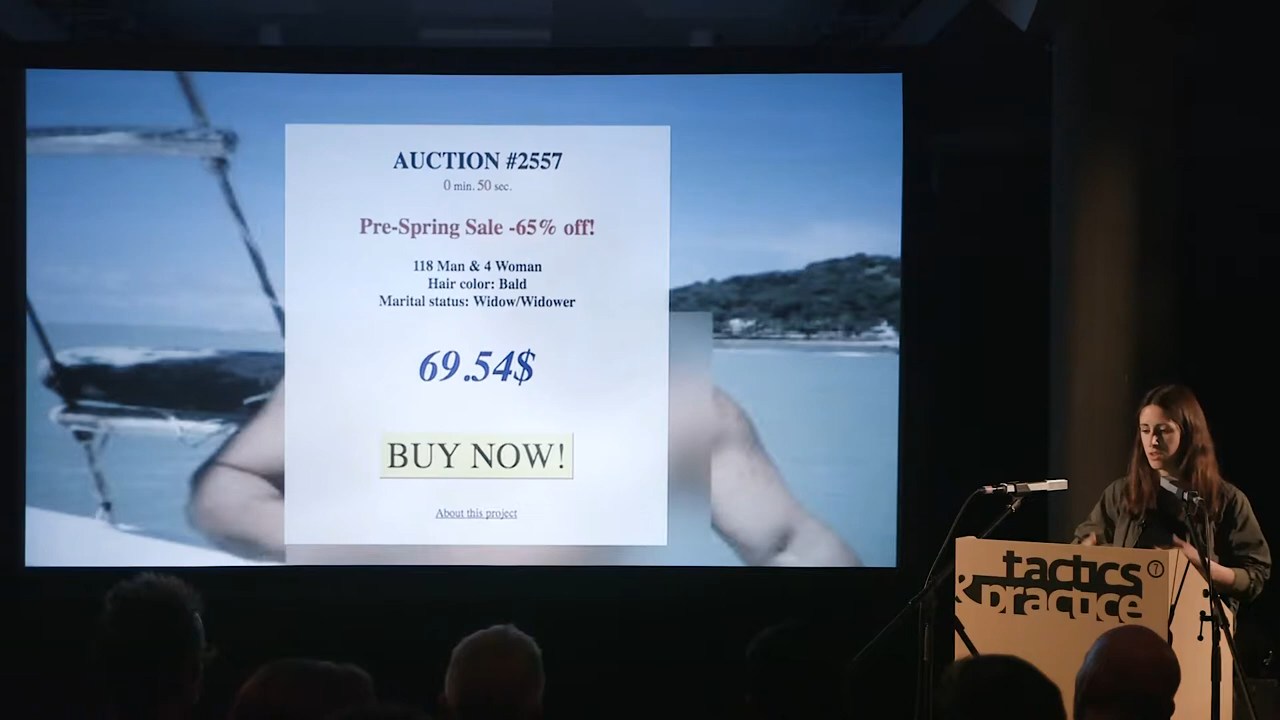 AUCTION #2557
0 min. 50 sec.
Pre-Spring Sale -65% off!
118 Man & 4 Woman
Hair color: Bald
Marital status: Widow/Widower
69.54$
BUY NOW!
About this project
tactics 7
& practice